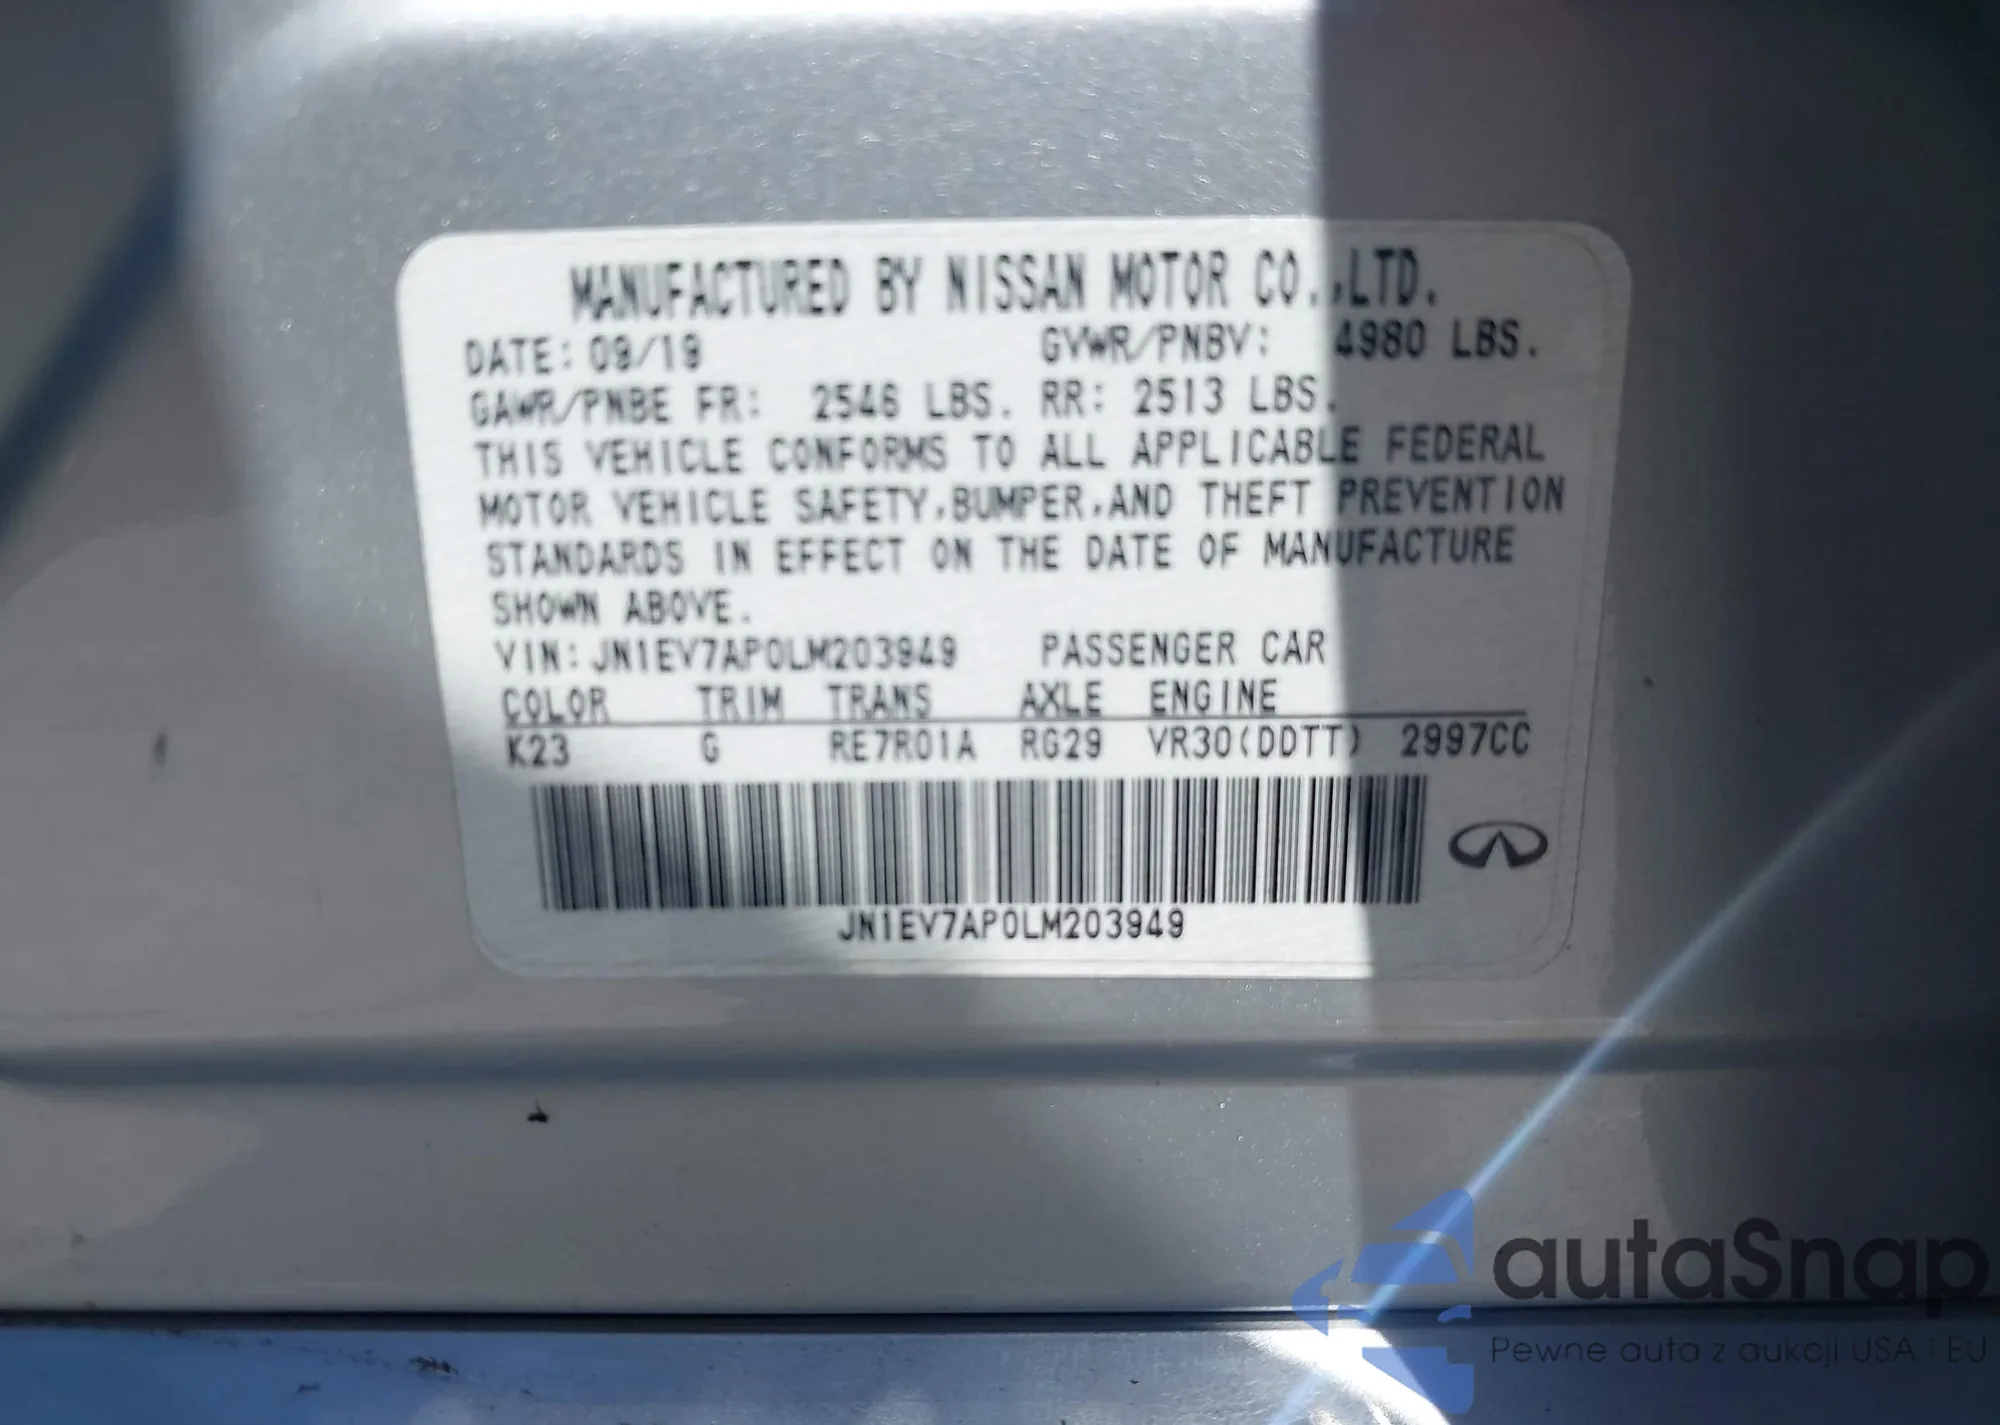 MANUFACTURED BY NISSAN MOTOR CO.,LTD.
DATE: 09/19 GVWR/PNBV: 4980 LBS.
GAWR/PNBE FR: 2546 LBS. RR: 2513 LBS.
THIS VEHICLE CONFORMS TO ALL APPLICABLE FEDERAL
MOTOR VEHICLE SAFETY,BUMPER,AND THEFT PREVENTION
STANDARDS IN EFFECT ON THE DATE OF MANUFACTURE
SHOWN ABOVE.
VIN:JN1EV7AP0LM203949 PASSENGER CAR
COLOR TRIM TRANS AXLE ENGINE
K23 G RE7R01A RG29 VR30(DDTT) 2997CC
JN1EV7AP0LM203949
autaSnap
Pewne auta z aukcji USA i EU